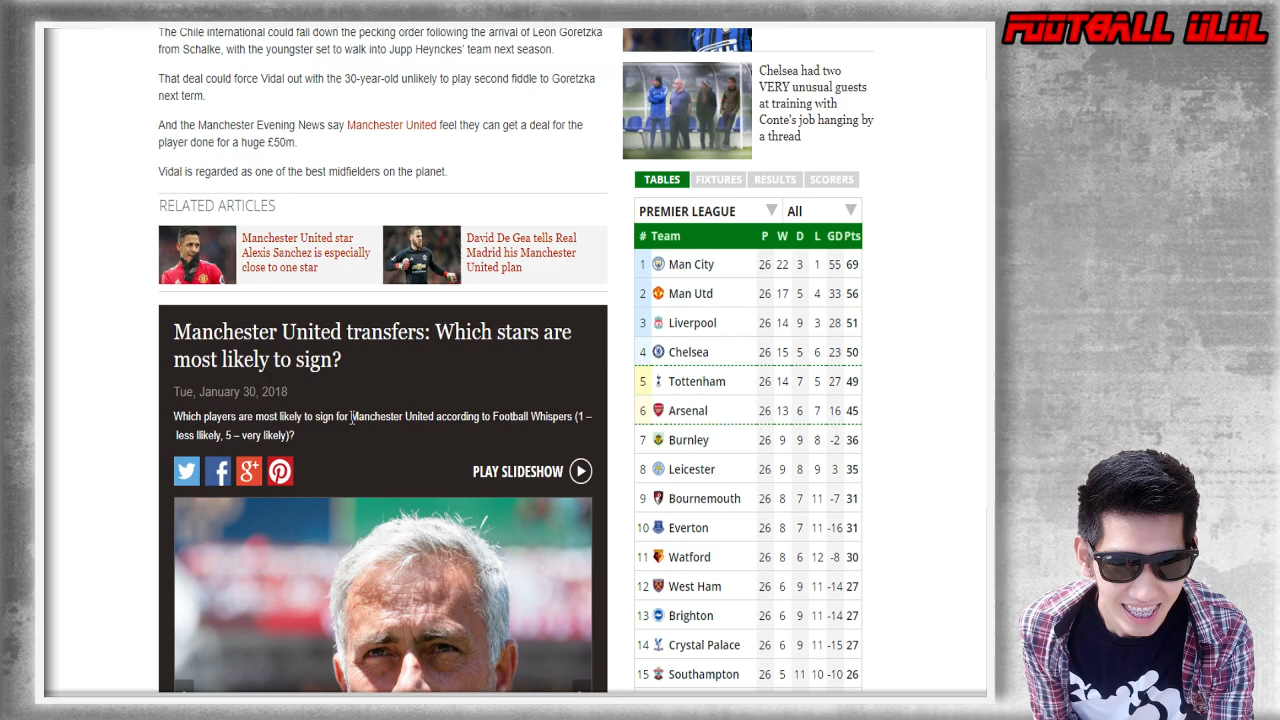 FOOTBALL ULUL
The Chile international could fall down the pecking order following the arrival of Leon Goretzka
from Schalke, with the youngster set to walk into Jupp Heynckes' team next season.
That deal could force Vidal out with the 30-year-old unlikely to play second fiddle to Goretzka
next term.
And the Manchester Evening News say Manchester United feel they can get a deal for the
player done for a huge £50m.
Vidal is regarded as one of the best midfielders on the planet.
RELATED ARTICLES
Manchester United star
Alexis Sanchez is especially
close to one star
David De Gea tells Real
Madrid his Manchester
United plan
Manchester United transfers: Which stars are
most likely to sign?
Tue, January 30, 2018
Which players are most likely to sign for Manchester United according to Football Whispers (1 –
less llikely, 5 – very likely)?
PLAY SLIDESHOW
Chelsea had two
VERY unusual guests
at training with
Conte's job hanging by
a thread
TABLES FIXTURES RESULTS SCORERS
PREMIER LEAGUE All
# Team P W D L GD Pts
1 Man City 26 22 3 1 55 69
2 Man Utd 26 17 5 4 33 56
3 Liverpool 26 14 9 3 28 51
4 Chelsea 26 15 5 6 23 50
5 Tottenham 26 14 7 5 27 49
6 Arsenal 26 13 6 7 16 45
7 Burnley 26 9 9 8 -2 36
8 Leicester 26 9 8 9 3 35
9 Bournemouth 26 8 7 11 -7 31
10 Everton 26 8 7 11 -16 31
11 Watford 26 8 6 12 -8 30
12 West Ham 26 6 9 11 -14 27
13 Brighton 26 6 9 11 -14 27
14 Crystal Palace 26 6 9 11 -15 27
15 Southampton 26 5 11 10 -10 26